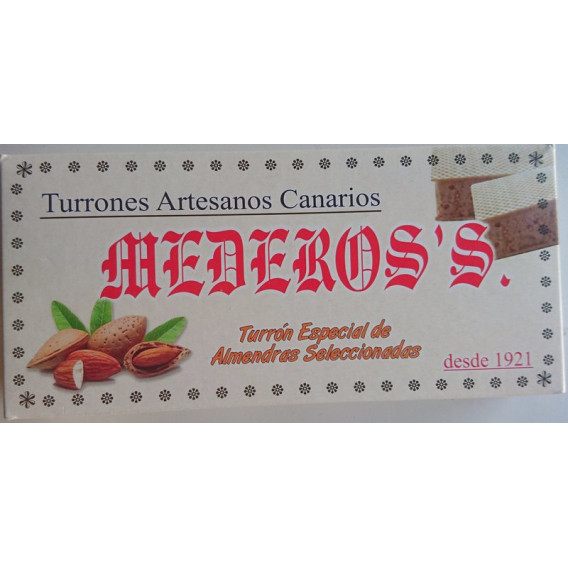 Turrones Artesanos Canarios
MEDEROS'S.
Turrón Especial de
Almendras Seleccionadas
desde 1921